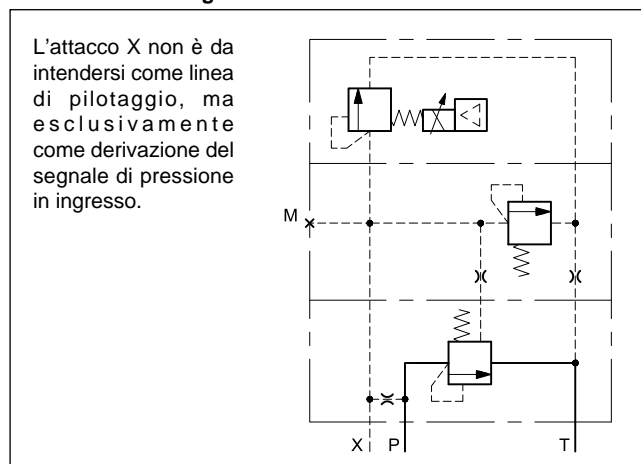 L'attacco X non è da
intendersi come linea
di pilotaggio, ma
esclusivamente
come derivazione del
segnale di pressione
in ingresso.
M
X P T